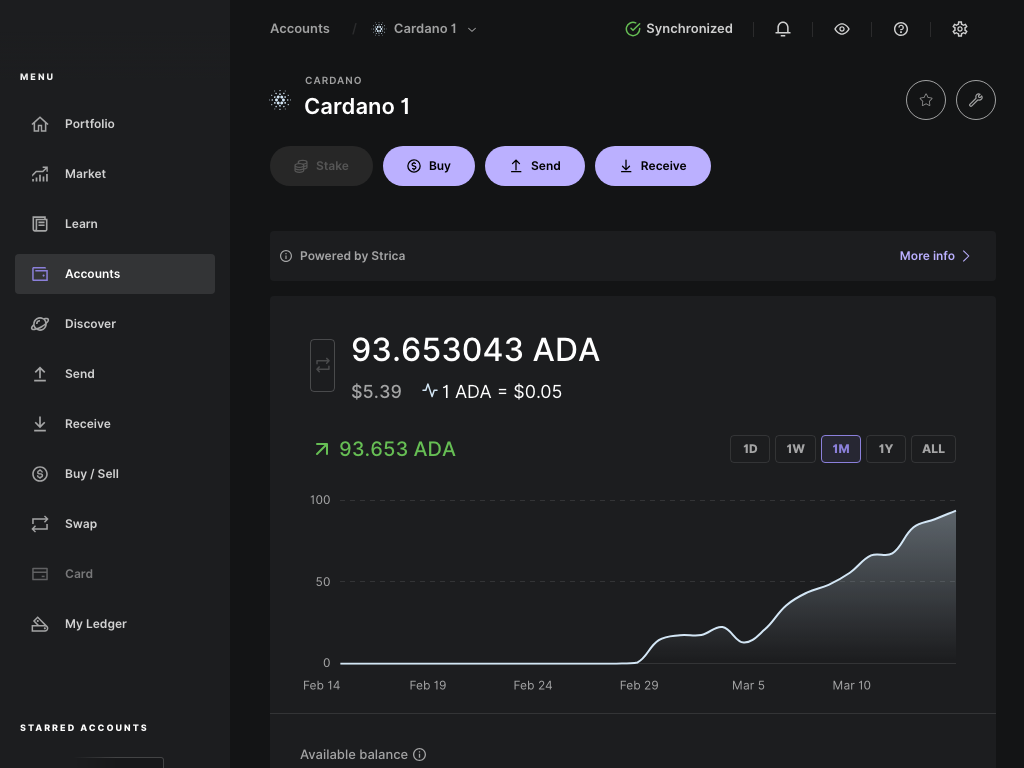 Accounts / Cardano 1
Synchronized
MENU
Portfolio
Market
Learn
Accounts
Discover
Send
Receive
Buy / Sell
Swap
Card
My Ledger
STARRED ACCOUNTS
CARDANO
Cardano 1
Stake
Buy
Send
Receive
Powered by Strica
More info
93.653043 ADA
$5.39
1 ADA = $0.05
93.653 ADA
1D 1W 1M 1Y ALL
100
50
0
Feb 14 Feb 19 Feb 24 Feb 29 Mar 5 Mar 10
Available balance